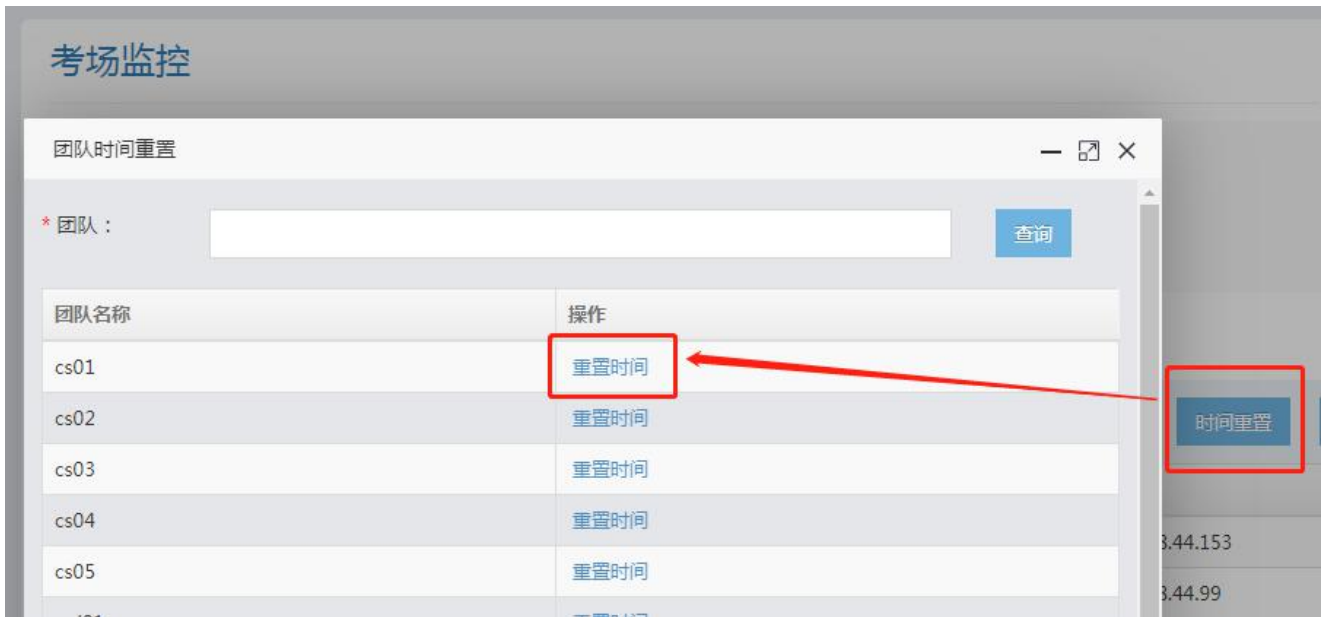 考场监控
团队时间重置
* 团队：
查询
团队名称 操作
cs01 重置时间
cs02 重置时间
时间重置
cs03 重置时间
cs04 重置时间
3.44.153
cs05 重置时间
3.44.99